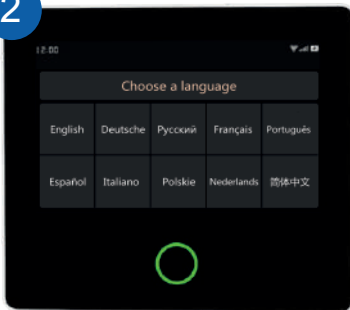 2
12:00
Choose a language
English Deutsche Русский Français Português
Español Italiano Polskie Nederlands 简体中文